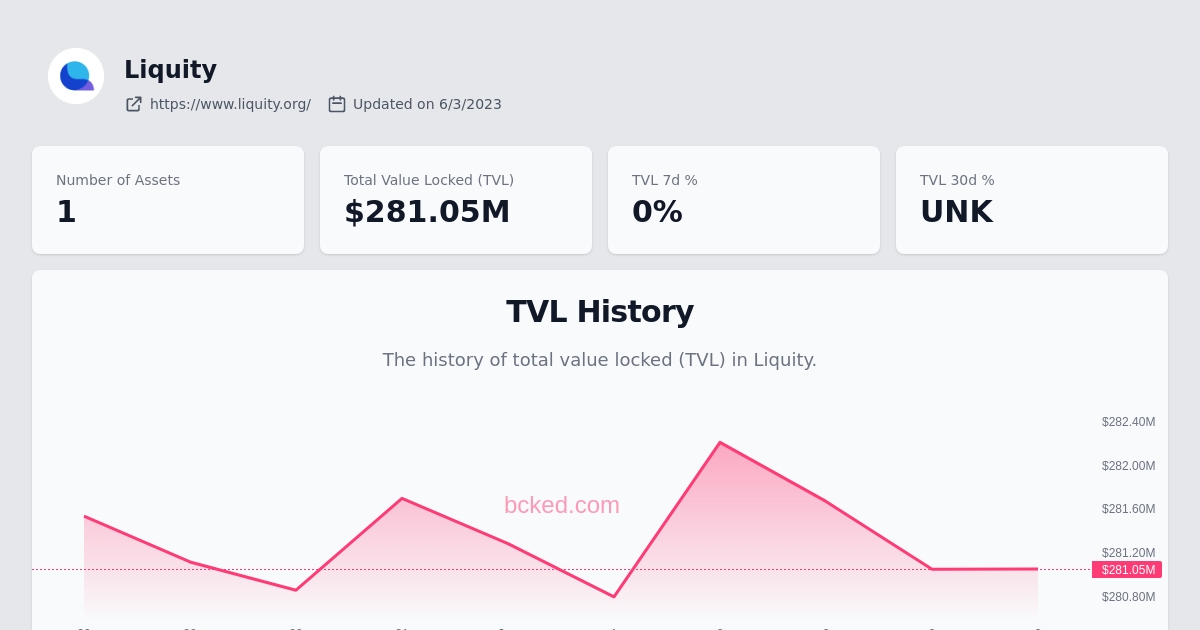 Liquity
https://www.liquity.org/ Updated on 6/3/2023
Number of Assets
1
Total Value Locked (TVL)
$281.05M
TVL 7d %
0%
TVL 30d %
UNK
TVL History
The history of total value locked (TVL) in Liquity.
bcked.com
$282.40M
$282.00M
$281.60M
$281.20M
$281.05M
$280.80M